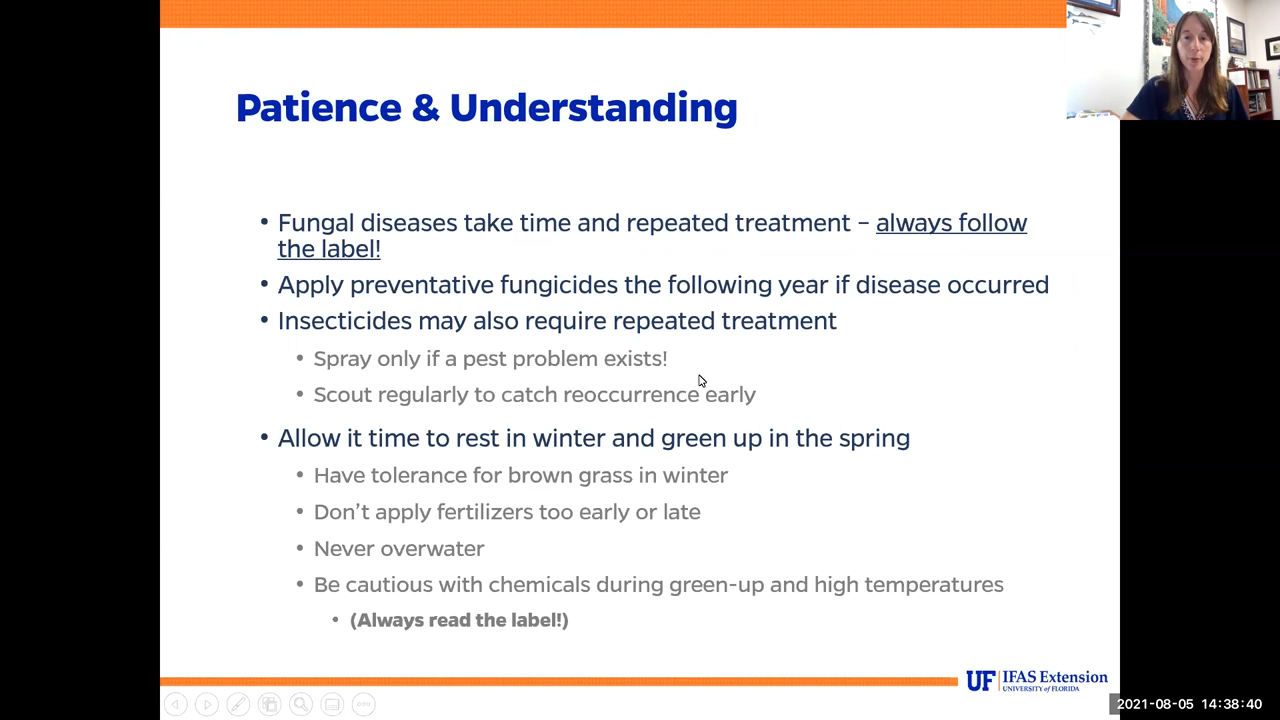 Patience & Understanding
• Fungal diseases take time and repeated treatment – always follow
the label!
• Apply preventative fungicides the following year if disease occurred
• Insecticides may also require repeated treatment
• Spray only if a pest problem exists!
• Scout regularly to catch reoccurrence early
• Allow it time to rest in winter and green up in the spring
• Have tolerance for brown grass in winter
• Don’t apply fertilizers too early or late
• Never overwater
• Be cautious with chemicals during green-up and high temperatures
• (Always read the label!)
UF IFAS Extension
UNIVERSITY of FLORIDA
2021-08-05 14:38:40